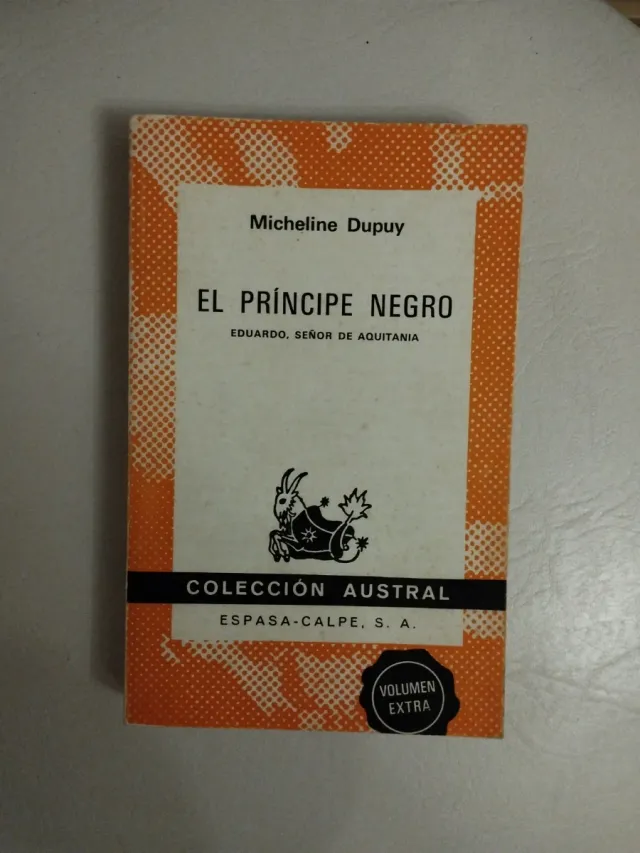 Micheline Dupuy
EL PRÍNCIPE NEGRO
EDUARDO, SEÑOR DE AQUITANIA
COLECCIÓN AUSTRAL
ESPASA-CALPE, S. A.
VOLUMEN
EXTRA